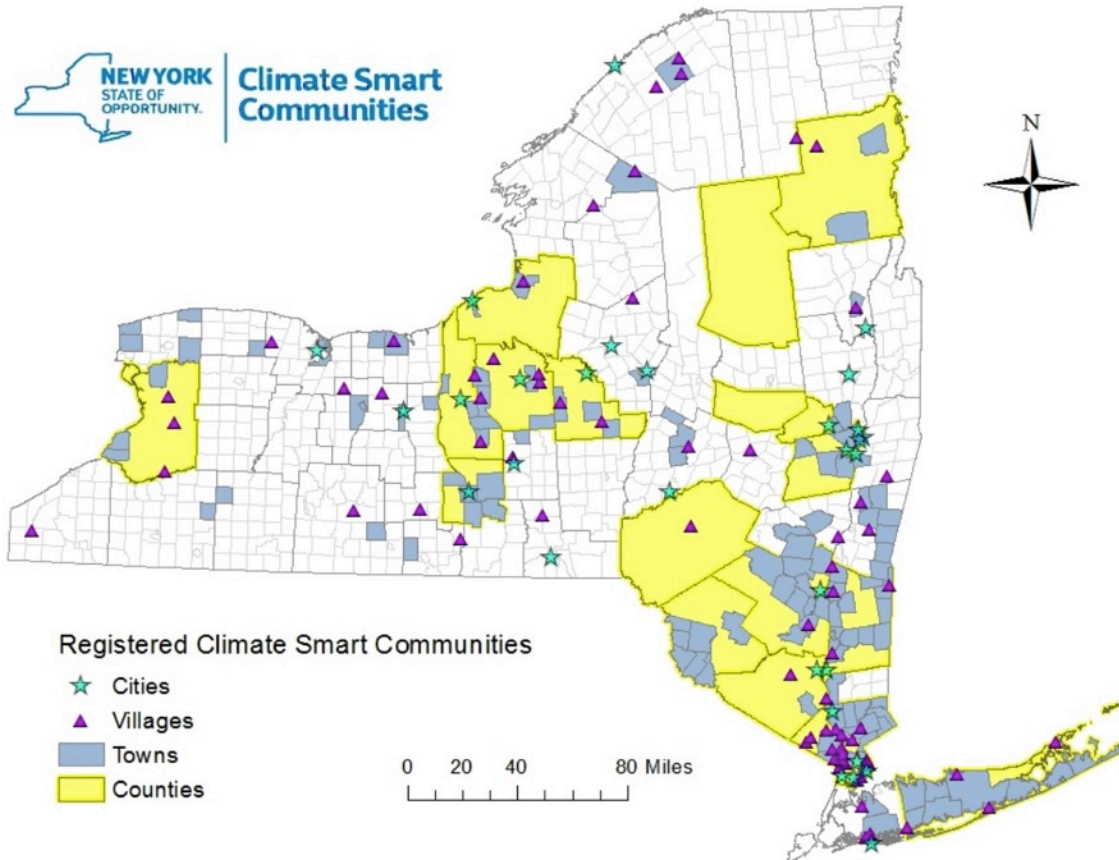 NEW YORK
STATE OF
OPPORTUNITY.
Climate Smart
Communities
N
Registered Climate Smart Communities
Cities
Villages
Towns
Counties
0 20 40 80 Miles